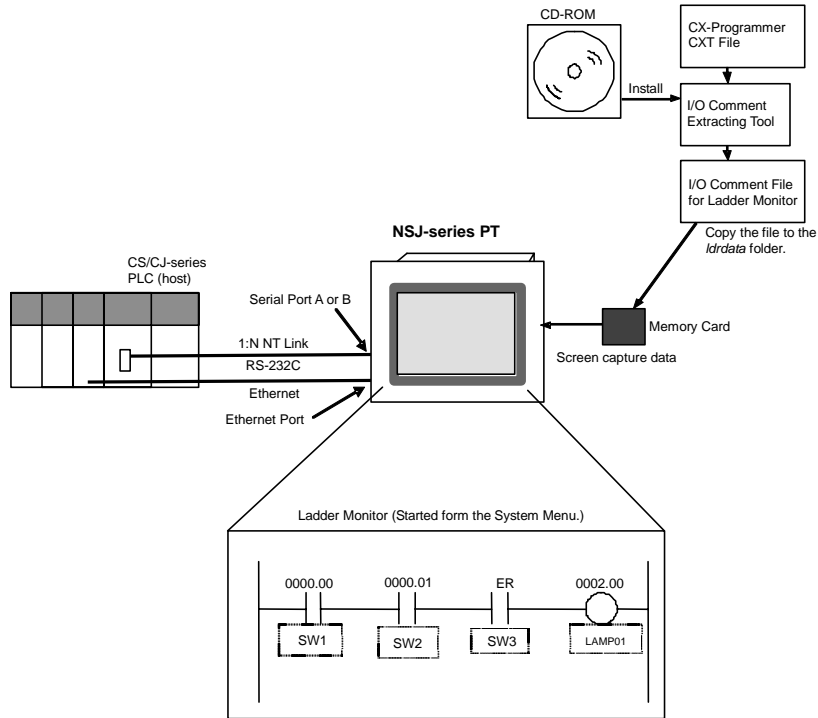 CD-ROM
CX-Programmer
CXT File
Install
I/O Comment
Extracting Tool
I/O Comment File
for Ladder Monitor
Copy the file to the
ldrdata folder.
NSJ-series PT
CS/CJ-series
PLC (host)
Serial Port A or B
1:N NT Link
RS-232C
Ethernet
Ethernet Port
Memory Card
Screen capture data
Ladder Monitor (Started form the System Menu.)
0000.00
0000.01
ER
0002.00
SW1
SW2
SW3
LAMP01